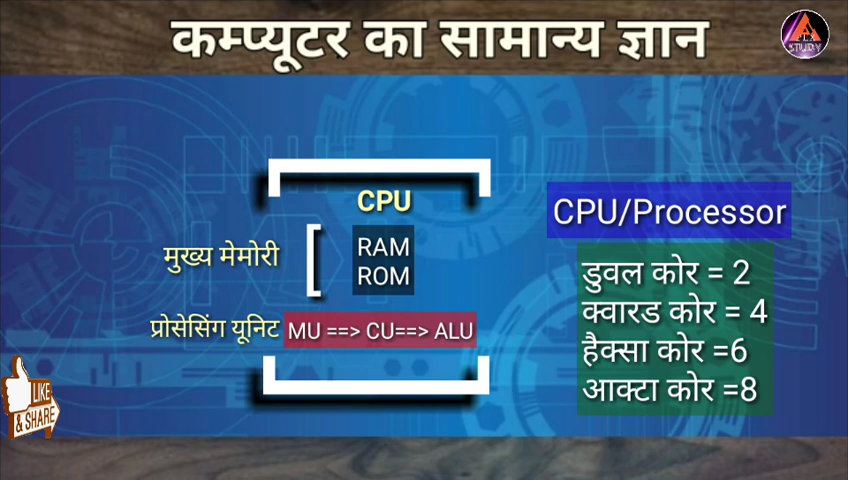 कम्प्यूटर का सामान्य ज्ञान
STUDY
CPU
मुख्य मेमोरी
RAM
ROM
प्रोसेसिंग यूनिट MU ==> CU==> ALU
CPU/Processor
डुवल कोर = 2
क्वारड कोर = 4
हैक्सा कोर =6
आक्टा कोर =8
LIKE
& SHARE